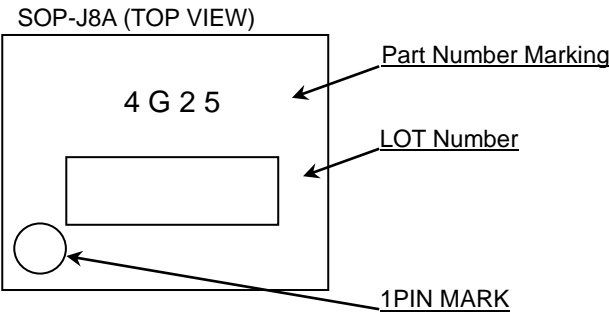 SOP-J8A (TOP VIEW)
Part Number Marking
4 G 2 5
LOT Number
1PIN MARK